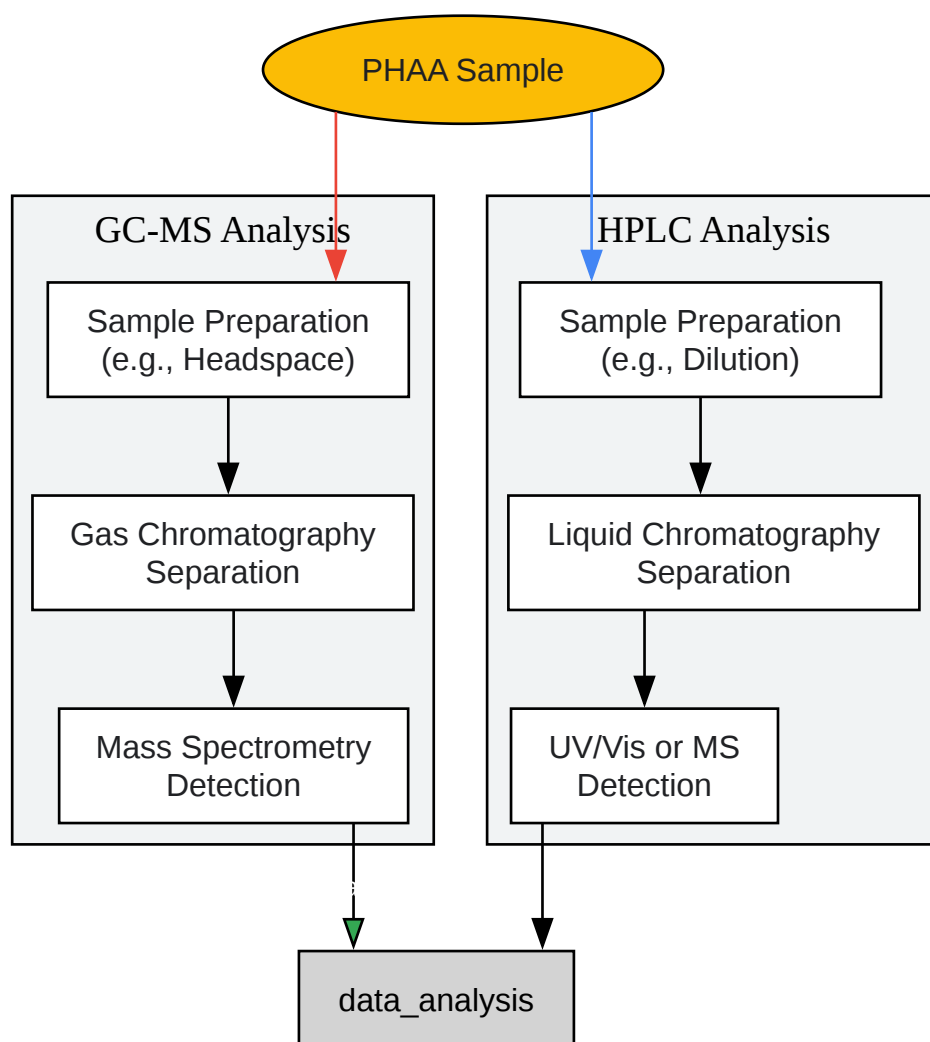 PHAA Sample
GC-MS Analysis
HPLC Analysis
Sample Preparation
(e.g., Headspace)
Sample Preparation
(e.g., Dilution)
Gas Chromatography
Separation
Liquid Chromatography
Separation
Mass Spectrometry
Detection
UV/Vis or MS
Detection
data_analysis